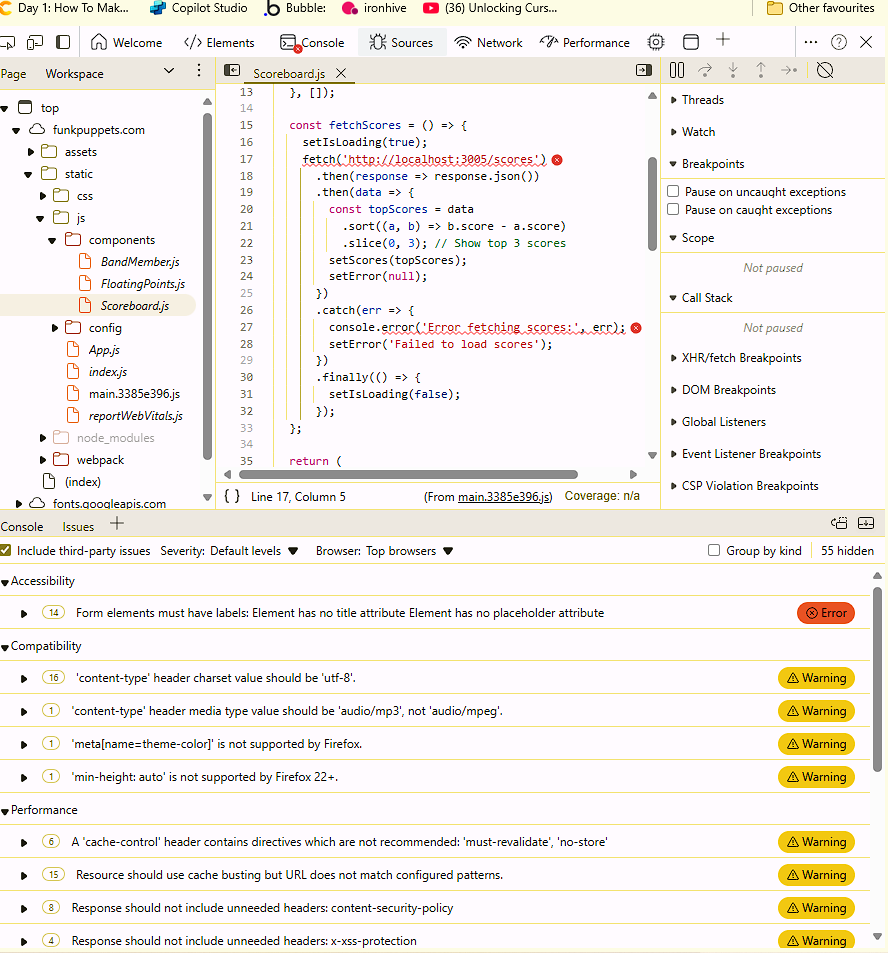 Day 1: How To Mak... Copilot Studio Bubble: ironhive (36) Unlocking Curs... Other favourites
Welcome Elements Console Sources Network Performance
Page Workspace
Scoreboard.js
top
funkpuppets.com
assets
static
css
js
components
BandMember.js
FloatingPoints.js
Scoreboard.js
config
App.js
index.js
main.3385e396.js
reportWebVitals.js
node_modules
webpack
(index)
fonts.googleapis.com
13 }, []);
14
15 const fetchScores = () => {
16 setIsLoading(true);
17 fetch('http://localhost:3005/scores')
18 .then(response => response.json())
19 .then(data => {
20 const topScores = data
21 .sort((a, b) => b.score - a.score)
22 .slice(0, 3); // Show top 3 scores
23 setScores(topScores);
24 setError(null);
25 })
26 .catch(err => {
27 console.error('Error fetching scores:', err);
28 setError('Failed to load scores');
29 })
30 .finally(() => {
31 setIsLoading(false);
32 });
33 };
34
35 return (
{ } Line 17, Column 5 (From main.3385e396.js) Coverage: n/a
Threads
Watch
Breakpoints
Pause on uncaught exceptions
Pause on caught exceptions
Scope
Not paused
Call Stack
Not paused
XHR/fetch Breakpoints
DOM Breakpoints
Global Listeners
Event Listener Breakpoints
CSP Violation Breakpoints
Console Issues
Include third-party issues Severity: Default levels Browser: Top browsers Group by kind 55 hidden
Accessibility
14 Form elements must have labels: Element has no title attribute Element has no placeholder attribute Error
Compatibility
16 'content-type' header charset value should be 'utf-8'. Warning
1 'content-type' header media type value should be 'audio/mp3', not 'audio/mpeg'. Warning
1 'meta[name=theme-color]' is not supported by Firefox. Warning
1 'min-height: auto' is not supported by Firefox 22+. Warning
Performance
6 A 'cache-control' header contains directives which are not recommended: 'must-revalidate', 'no-store' Warning
15 Resource should use cache busting but URL does not match configured patterns. Warning
8 Response should not include unneeded headers: content-security-policy Warning
4 Response should not include unneeded headers: x-xss-protection Warning